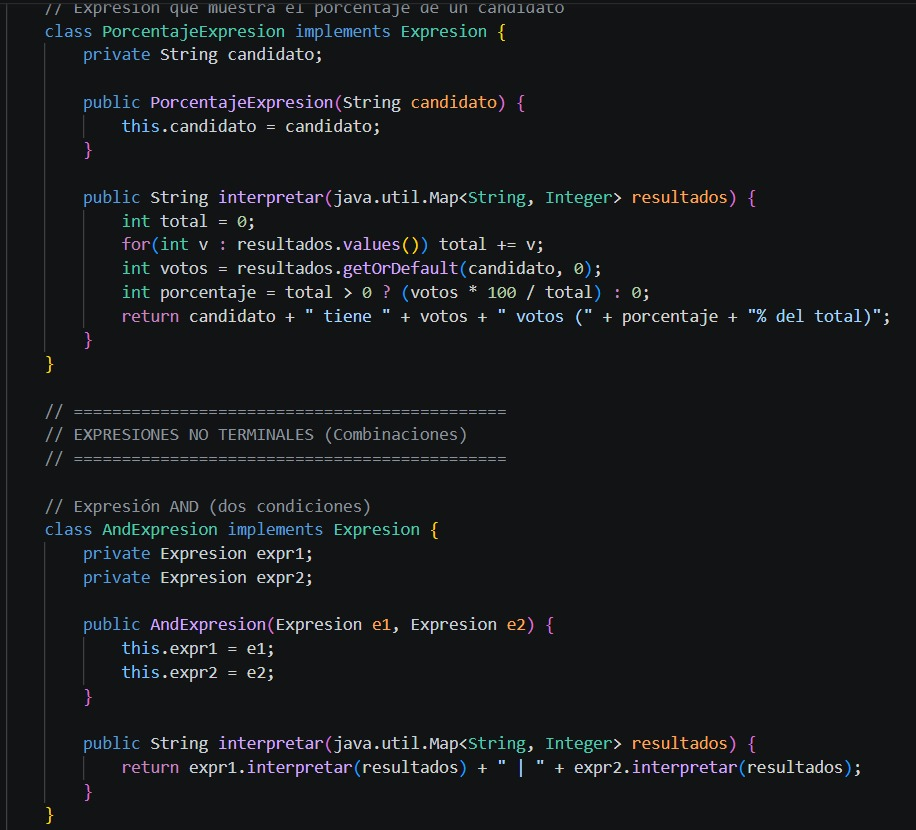 // Expresion que muestra el porcentaje de un candidato
class PorcentajeExpresion implements Expresion {
    private String candidato;

    public PorcentajeExpresion(String candidato) {
        this.candidato = candidato;
    }

    public String interpretar(java.util.Map<String, Integer> resultados) {
        int total = 0;
        for(int v : resultados.values()) total += v;
        int votos = resultados.getOrDefault(candidato, 0);
        int porcentaje = total > 0 ? (votos * 100 / total) : 0;
        return candidato + " tiene " + votos + " votos (" + porcentaje + "% del total)";
    }
}

// =============================================
// EXPRESIONES NO TERMINALES (Combinaciones)
// =============================================

// Expresión AND (dos condiciones)
class AndExpresion implements Expresion {
    private Expresion expr1;
    private Expresion expr2;

    public AndExpresion(Expresion e1, Expresion e2) {
        this.expr1 = e1;
        this.expr2 = e2;
    }

    public String interpretar(java.util.Map<String, Integer> resultados) {
        return expr1.interpretar(resultados) + " | " + expr2.interpretar(resultados);
    }
}